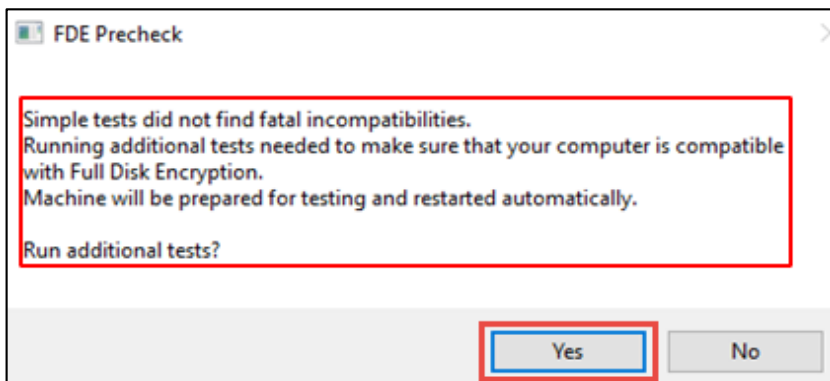 FDE Precheck
Simple tests did not find fatal incompatibilities.
Running additional tests needed to make sure that your computer is compatible
with Full Disk Encryption.
Machine will be prepared for testing and restarted automatically.
Run additional tests?
Yes No